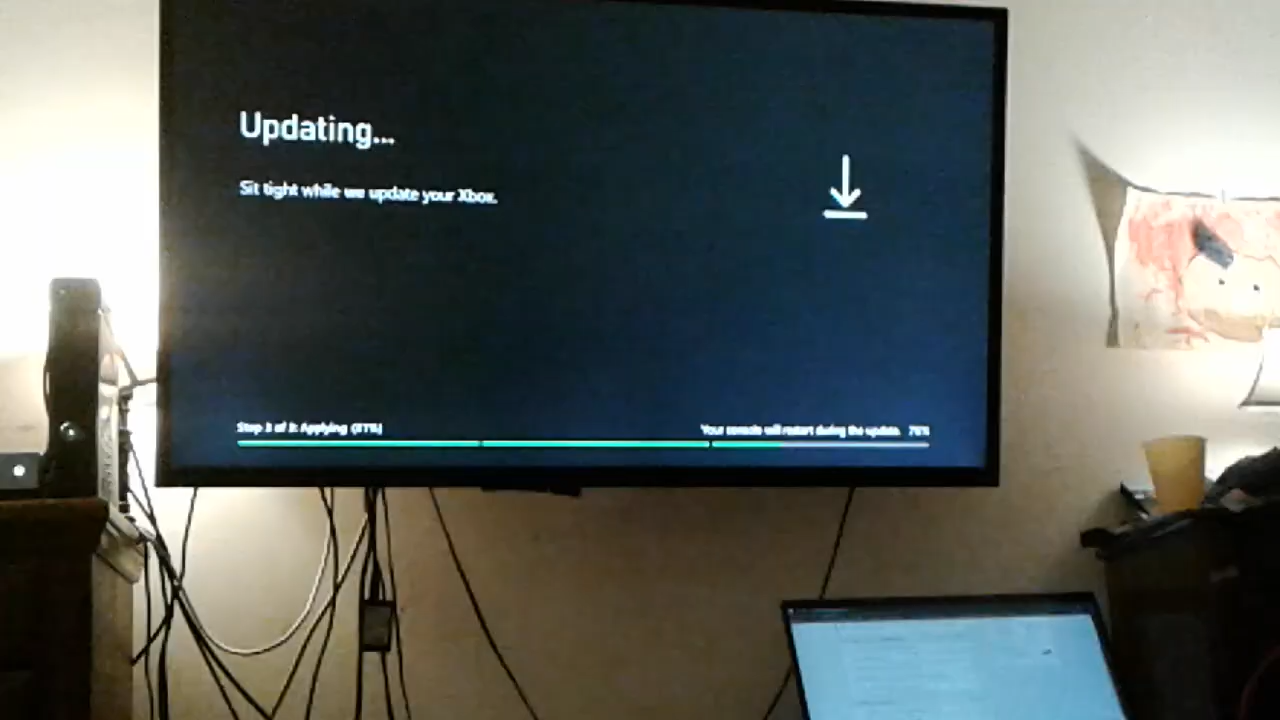 Updating...
Sit tight while we update your Xbox.
Step 3 of 3: Applying
Your console will restart during the update.